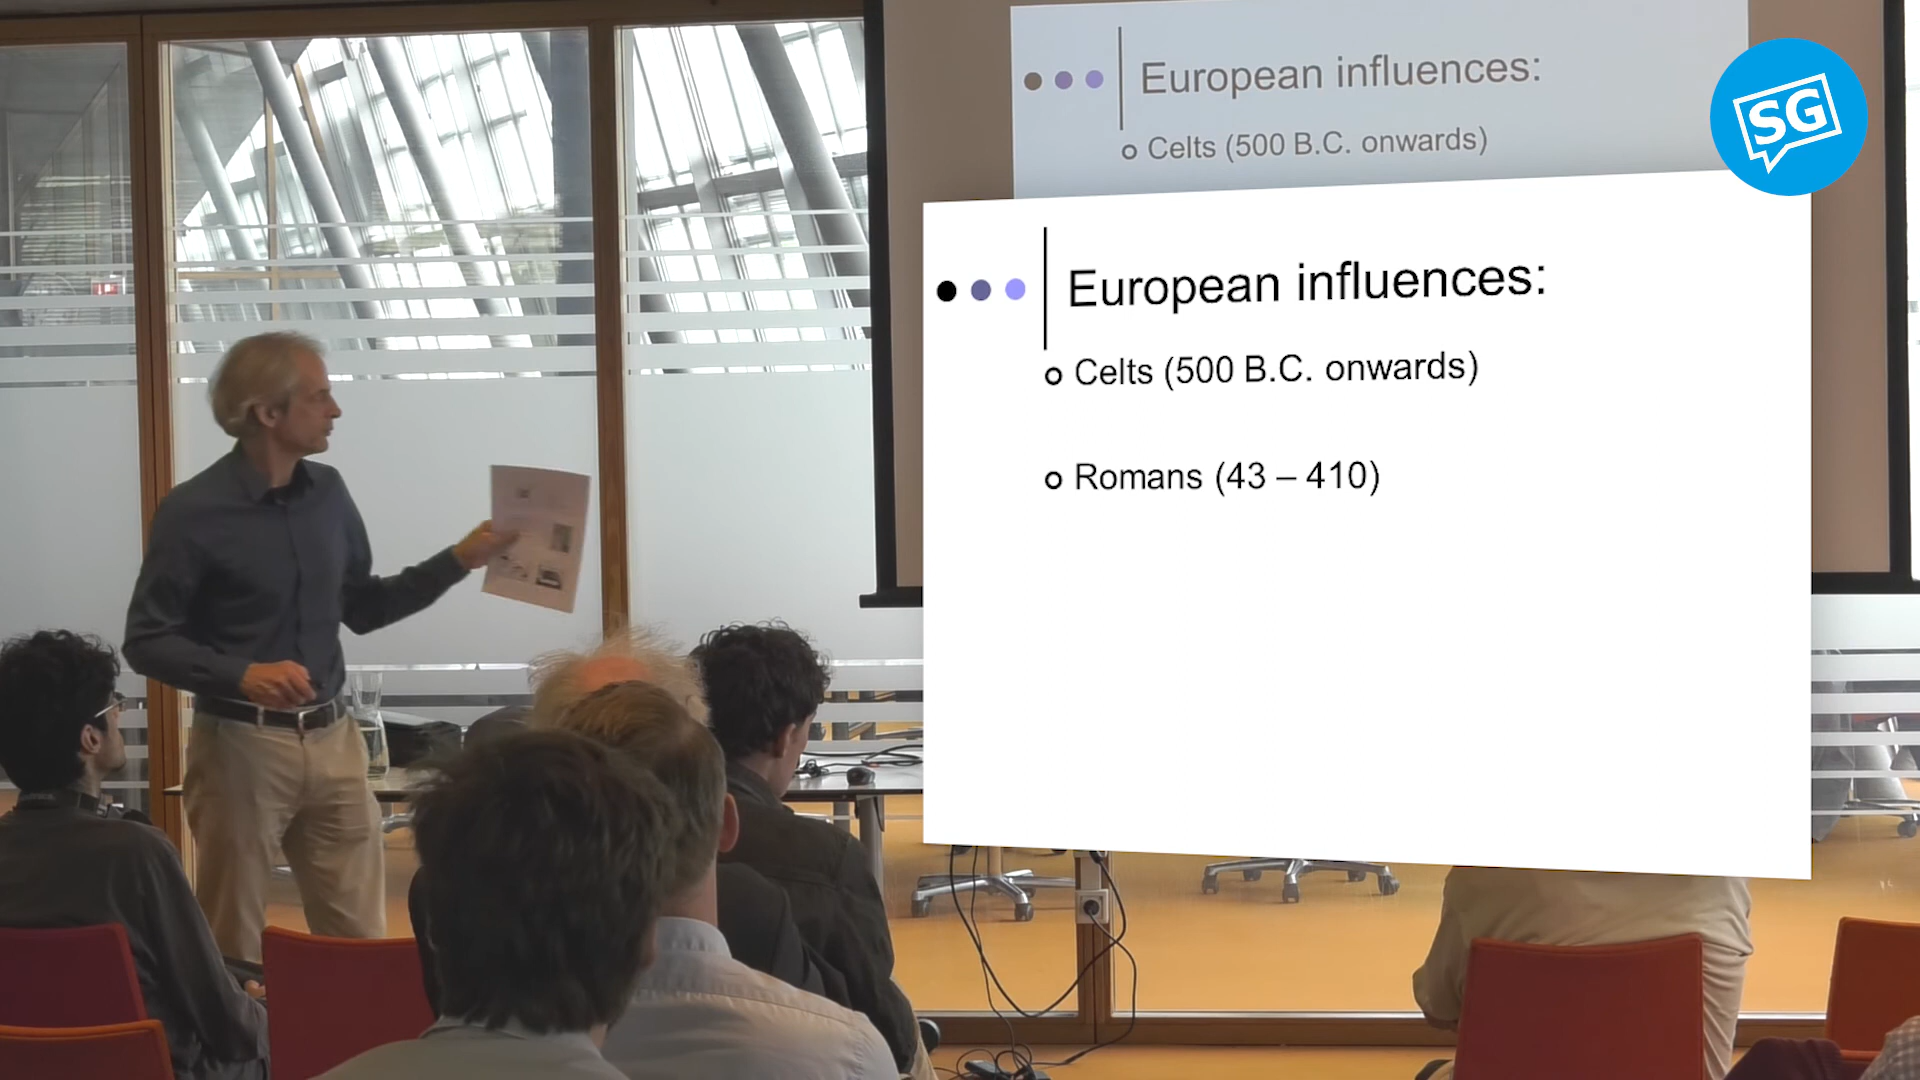 European influences:
Celts (500 B.C. onwards)
SG
European influences:
Celts (500 B.C. onwards)
Romans (43 – 410)